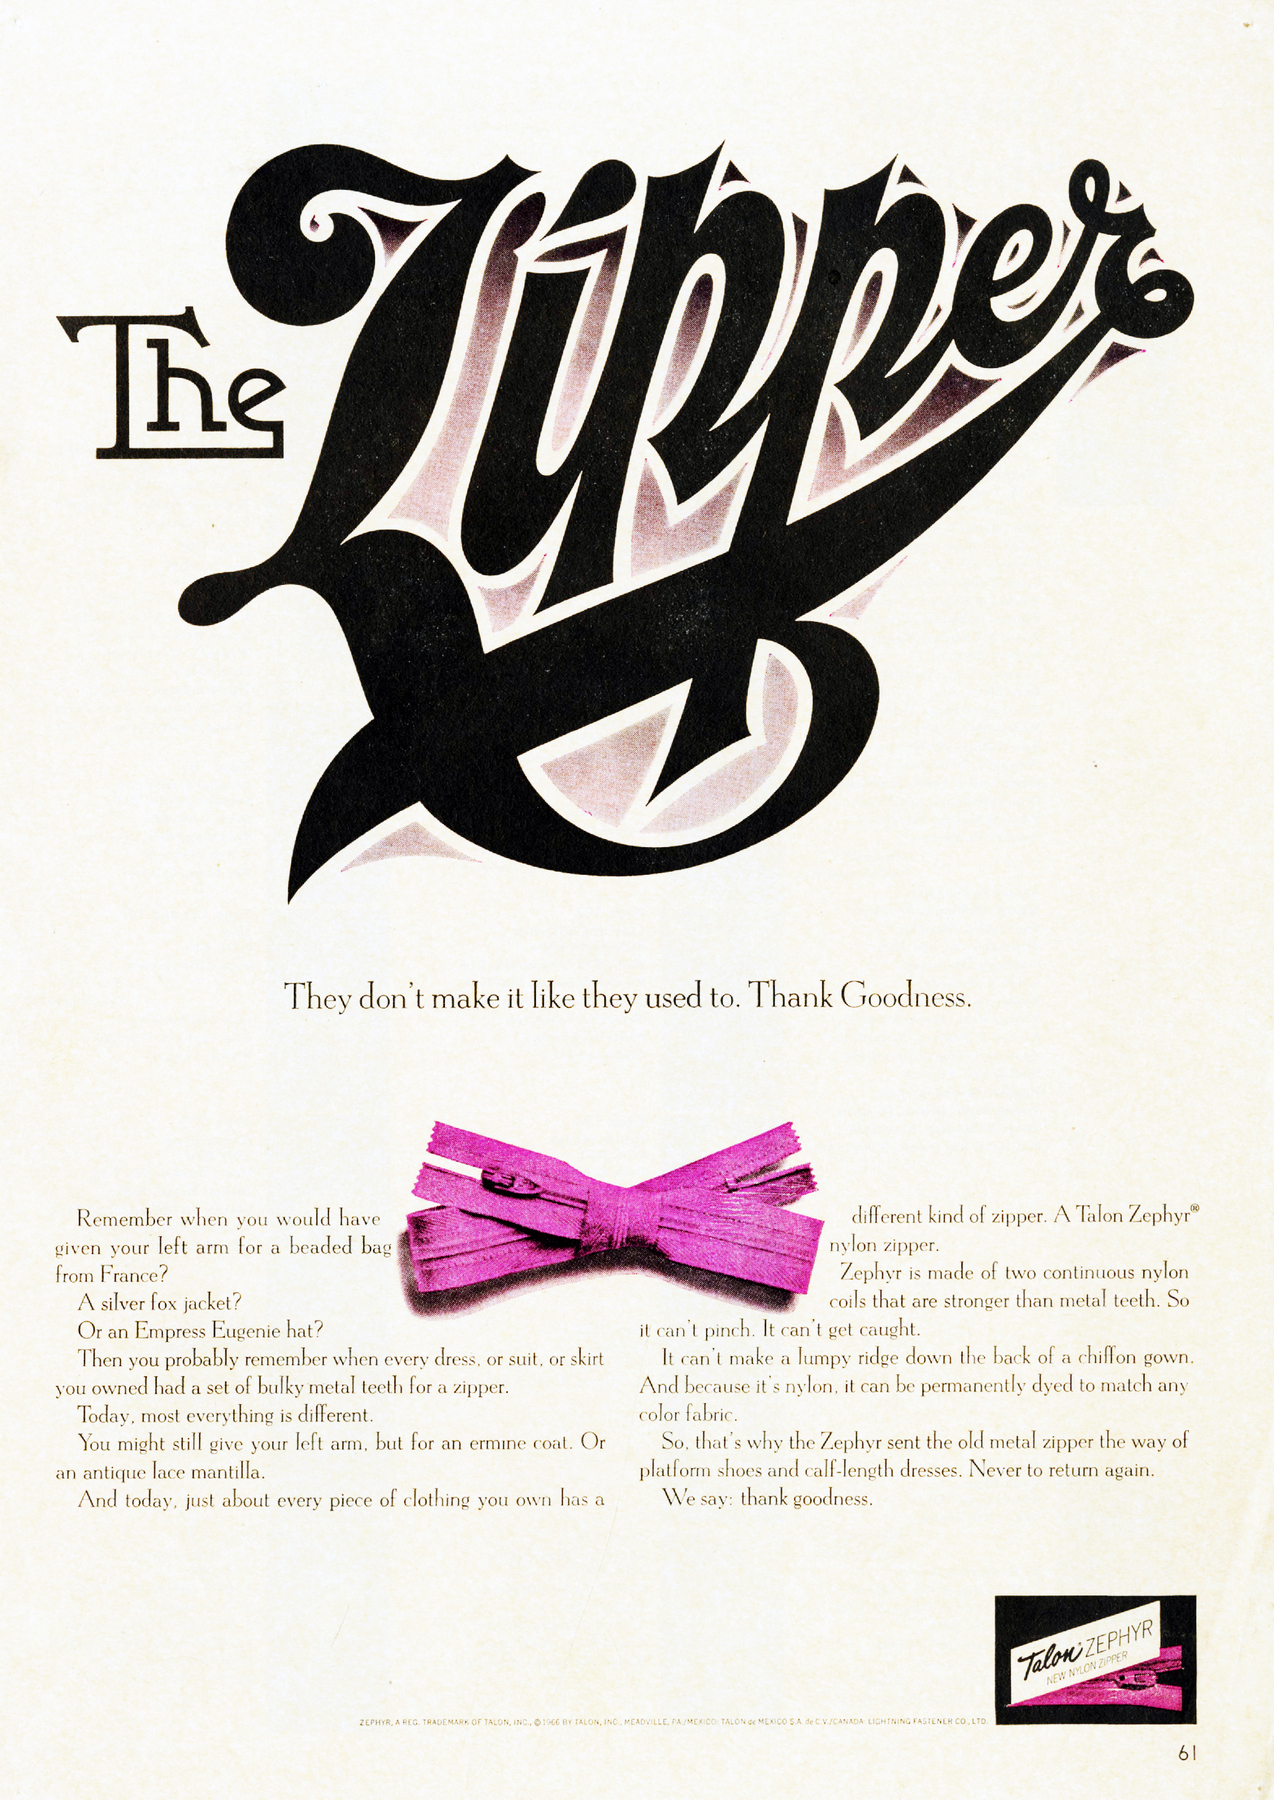 The Zipper
They don't make it like they used to. Thank Goodness.
Remember when you would have
given your left arm for a beaded bag
from France?
A silver fox jacket?
Or an Empress Eugenie hat?
Then you probably remember when every dress, or suit, or skirt
you owned had a set of bulky metal teeth for a zipper.
Today, most everything is different.
You might still give your left arm, but for an ermine coat. Or
an antique lace mantilla.
And today, just about every piece of clothing you own has a
different kind of zipper. A Talon Zephyr®
nylon zipper.
Zephyr is made of two continuous nylon
coils that are stronger than metal teeth. So
it can't pinch. It can't get caught.
It can't make a lumpy ridge down the back of a chiffon gown.
And because it's nylon, it can be permanently dyed to match any
color fabric.
So, that's why the Zephyr sent the old metal zipper the way of
platform shoes and calf-length dresses. Never to return again.
We say: thank goodness.
Talon ZEPHYR
NEW NYLON ZIPPER
ZEPHYR, A REG. TRADEMARK OF TALON, INC., © 1966 BY TALON, INC., MEADVILLE, PA./MEXICO: TALON de MEXICO S.A. de C.V./CANADA: LIGHTNING FASTENER CO., LTD.
61